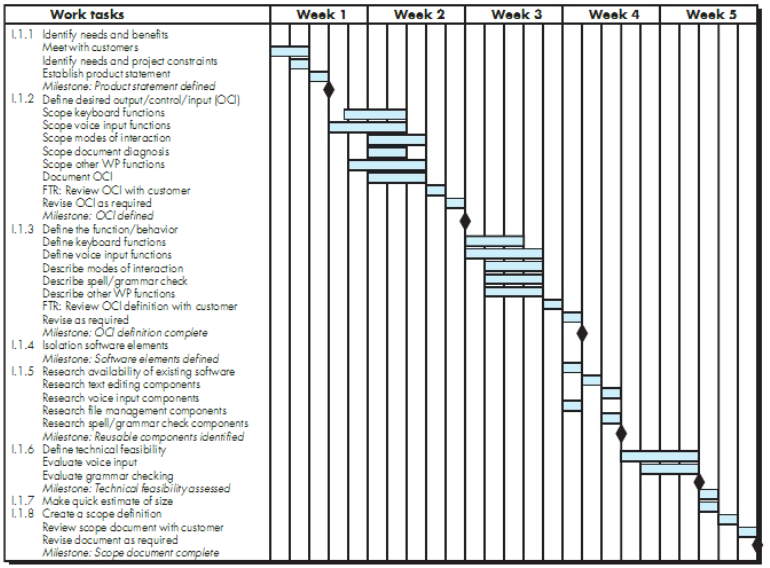 Work tasks Week 1 Week 2 Week 3 Week 4 Week 5
I.1.1 Identify needs and benefits
Meet with customers
Identify needs and project constraints
Establish product statement
Milestone: Product statement defined
I.1.2 Define desired output/control/input (OCI)
Scope keyboard functions
Scope voice input functions
Scope modes of interaction
Scope document diagnosis
Scope other WP functions
Document OCI
FTR: Review OCI with customer
Revise OCI as required
Milestone: OCI defined
I.1.3 Define the function/behavior
Define keyboard functions
Define voice input functions
Describe modes of interaction
Describe spell/grammar check
Describe other WP functions
FTR: Review OCI definition with customer
Revise as required
Milestone: OCI definition complete
I.1.4 Isolation software elements
Milestone: Software elements defined
I.1.5 Research availability of existing software
Research text editing components
Research voice input components
Research file management components
Research spell/grammar check components
Milestone: Reusable components identified
I.1.6 Define technical feasibility
Evaluate voice input
Evaluate grammar checking
Milestone: Technical feasibility assessed
I.1.7 Make quick estimate of size
I.1.8 Create a scope definition
Review scope document with customer
Revise document as required
Milestone: Scope document complete